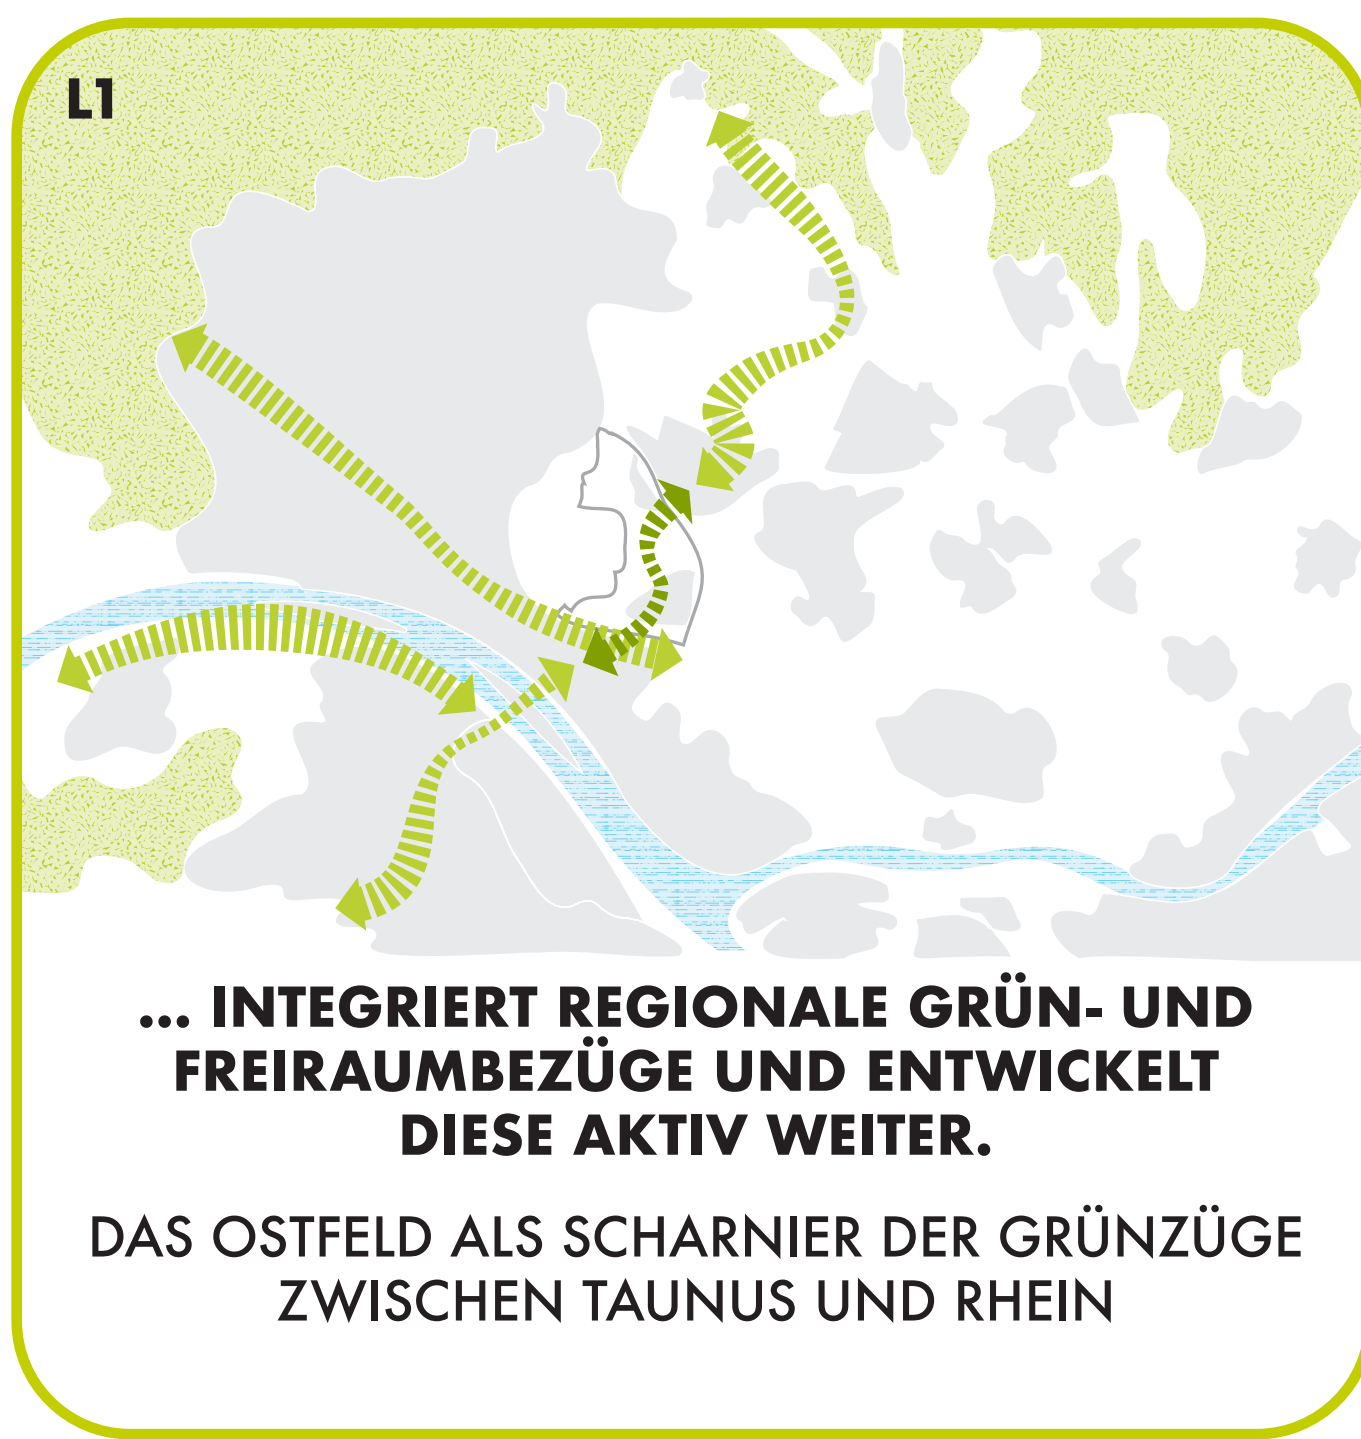 L1
... INTEGRIERT REGIONALE GRÜN- UND
FREIRAUMBEZÜGE UND ENTWICKELT
DIESE AKTIV WEITER.
DAS OSTFELD ALS SCHARNIER DER GRÜNZÜGE
ZWISCHEN TAUNUS UND RHEIN